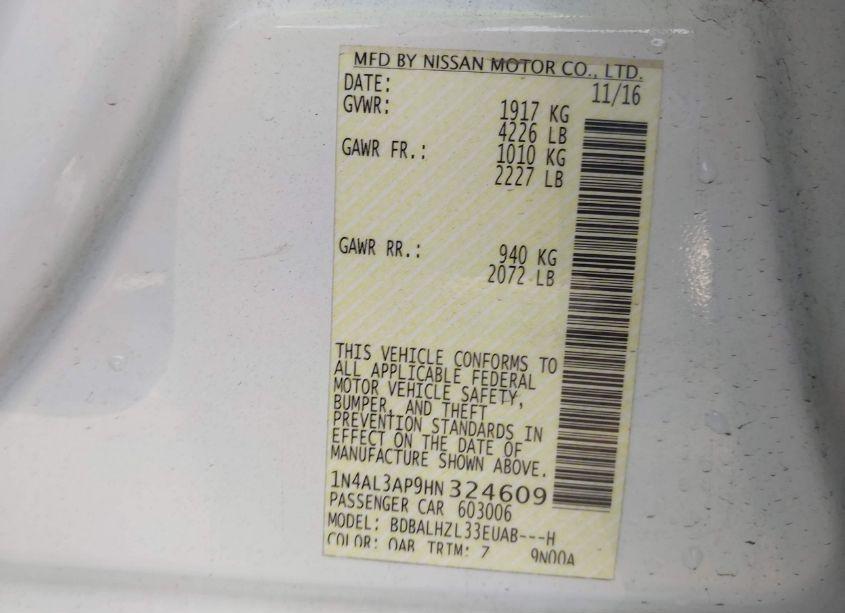 MFD BY NISSAN MOTOR CO., LTD.
DATE: 11/16
GVWR: 1917 KG
4226 LB
GAWR FR.: 1010 KG
2227 LB
GAWR RR.: 940 KG
2072 LB
THIS VEHICLE CONFORMS TO
ALL APPLICABLE FEDERAL
MOTOR VEHICLE SAFETY,
BUMPER, AND THEFT
PREVENTION STANDARDS IN
EFFECT ON THE DATE OF
MANUFACTURE SHOWN ABOVE.
1N4AL3AP9HN324609
PASSENGER CAR 603006
MODEL: BDBALHZL33EUAB---H
COLOR: QAB TRIM: 7 9N00A